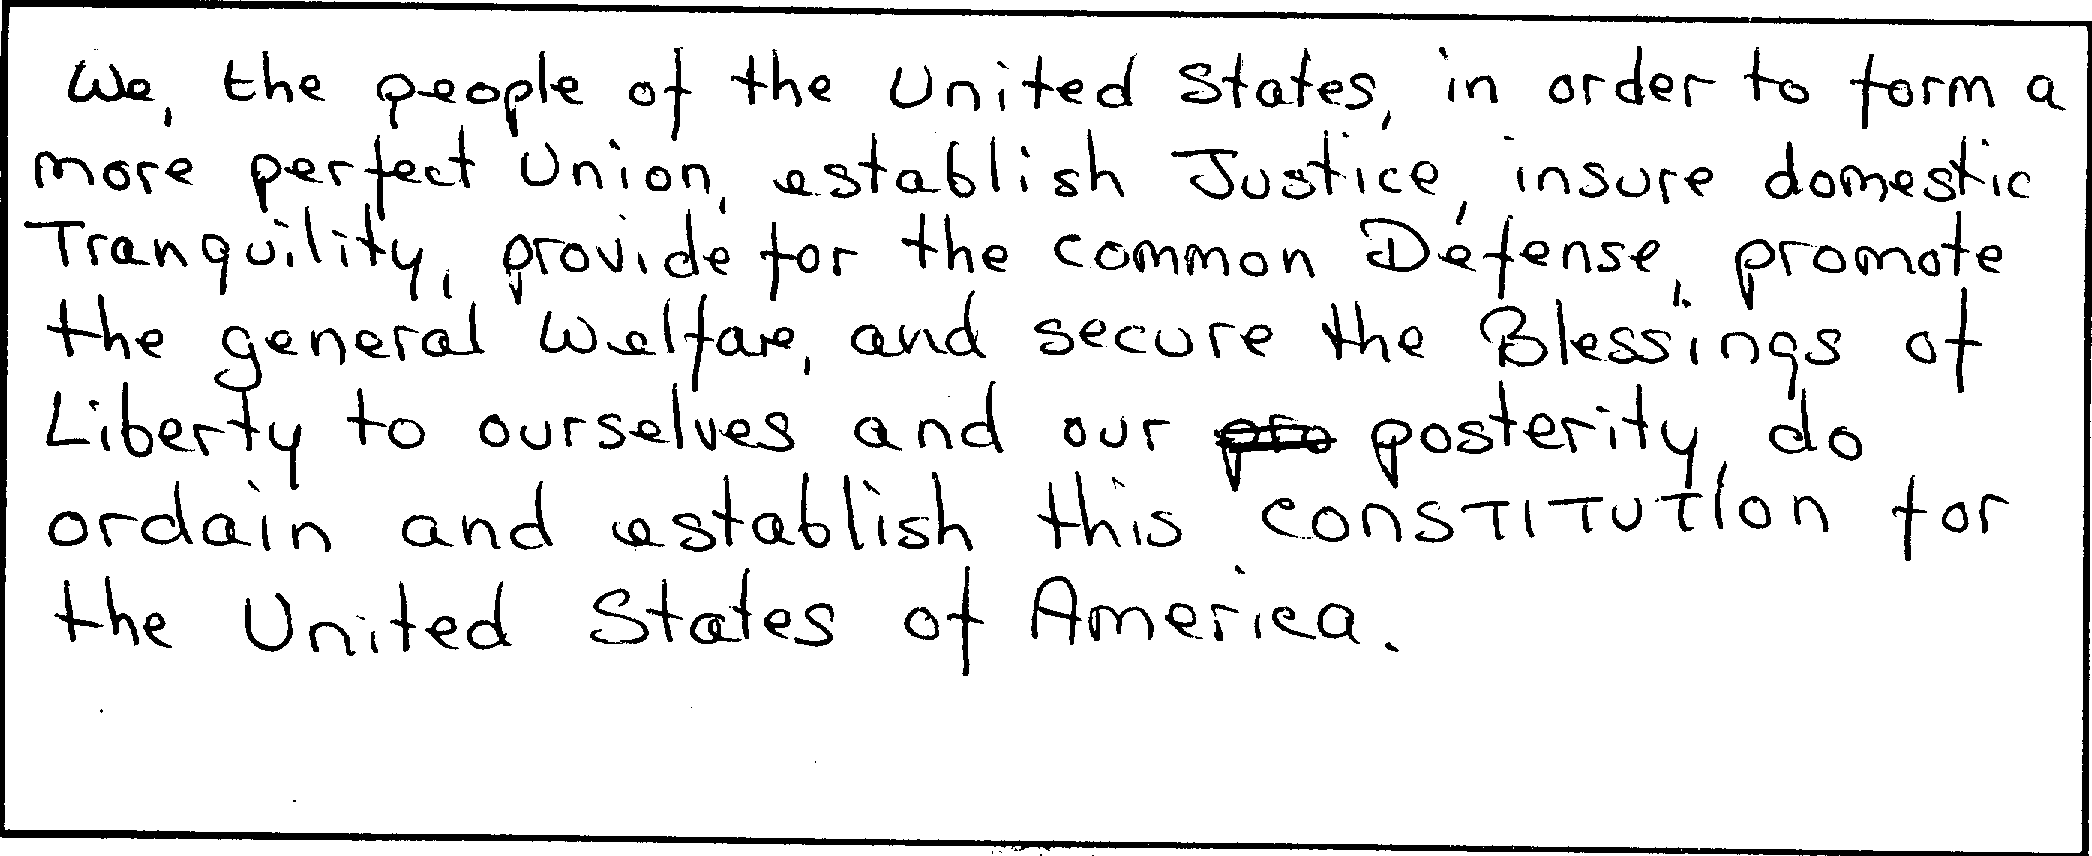 We, the people of the United States, in order to form a
more perfect Union, establish Justice, insure domestic
Tranquility, provide for the common Defense, promote
the general Welfare, and secure the Blessings of
Liberty to ourselves and our pro posterity, do
ordain and establish this CONSTITUTION for
the United States of America.